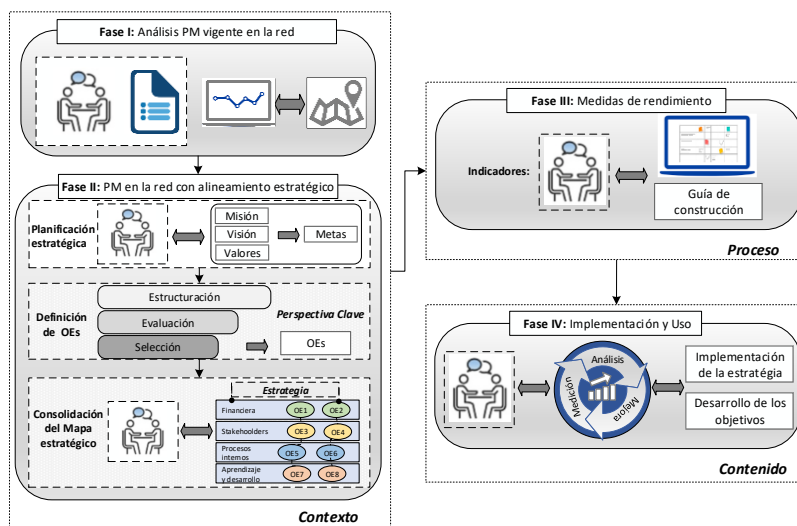 Fase I: Análisis PM vigente en la red
Fase II: PM en la red con alineamiento estratégico
Planificación
estratégica
Misión
Visión
Valores
Metas
Definición
de OEs
Estructuración
Evaluación
Selección
Perspectiva Clave
OEs
Consolidación
del Mapa
estratégico
Estrategia
Financiera
OE1
OE2
Stakehoolders
OE3
OE4
Procesos
internos
OE5
OE6
Aprendizaje
y desarrollo
OE7
OE8
Contexto
Fase III: Medidas de rendimiento
Indicadores:
Guía de
construcción
Proceso
Fase IV: Implementación y Uso
Análisis
Medición
Mejora
Implementación
de la estratégia
Desarrollo de los
objetivos
Contenido